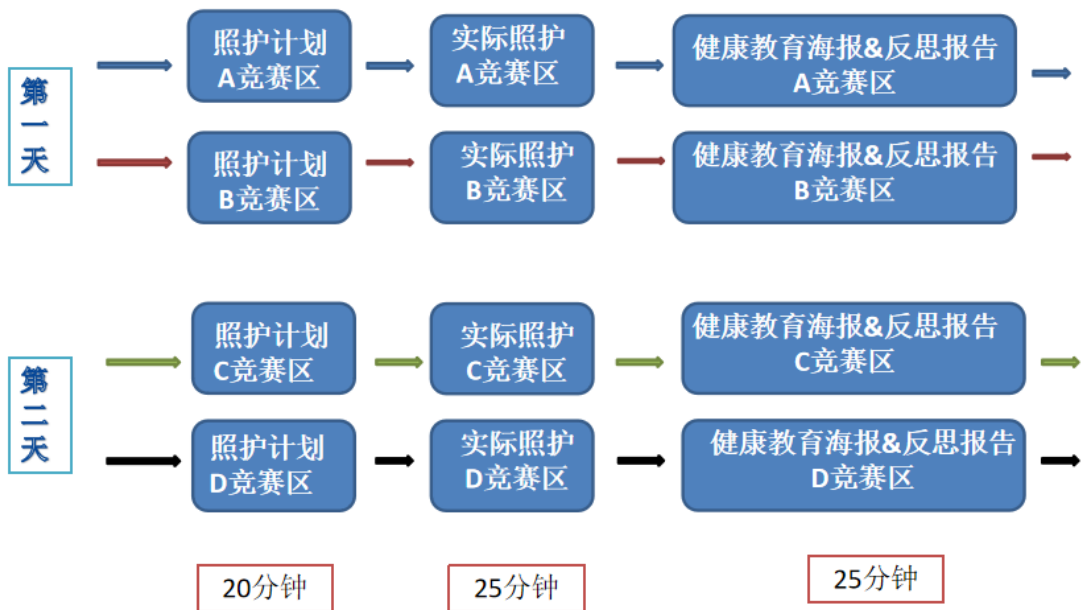 照护计划
A竞赛区
实际照护
A竞赛区
健康教育海报&反思报告
A竞赛区
第
一
天
照护计划
B竞赛区
实际照护
B竞赛区
健康教育海报&反思报告
B竞赛区
照护计划
C竞赛区
实际照护
C竞赛区
健康教育海报&反思报告
C竞赛区
第
二
天
照护计划
D竞赛区
实际照护
D竞赛区
健康教育海报&反思报告
D竞赛区
20分钟
25分钟
25分钟